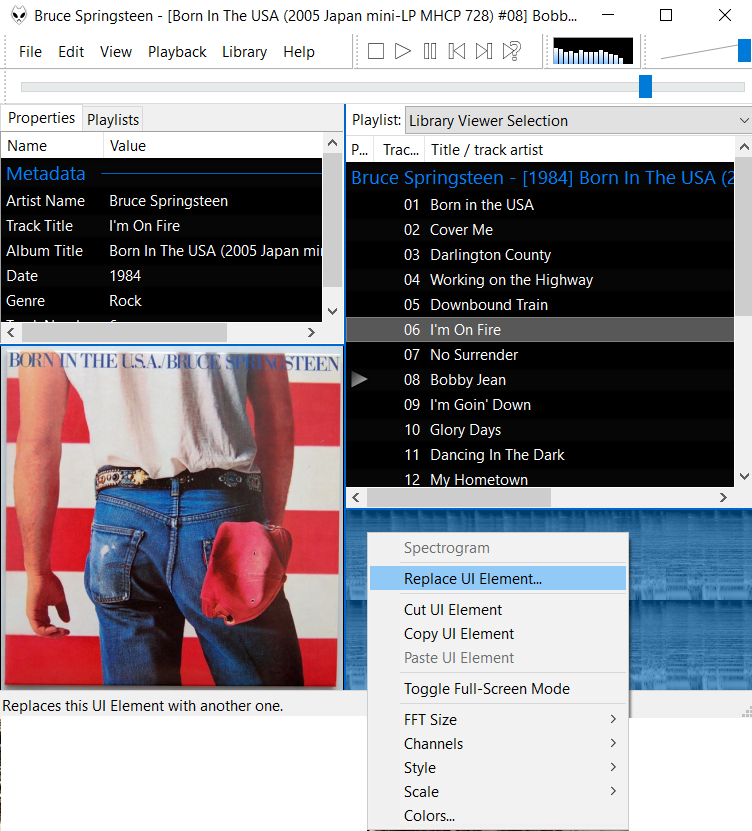 Bruce Springsteen - [Born In The USA (2005 Japan mini-LP MHCP 728) #08] Bobb...
File Edit View Playback Library Help
Properties Playlists
Name Value
Metadata
Artist Name Bruce Springsteen
Track Title I'm On Fire
Album Title Born In The USA (2005 Japan mi
Date 1984
Genre Rock
Playlist: Library Viewer Selection
P... Trac... Title / track artist
Bruce Springsteen - [1984] Born In The USA (2
01 Born in the USA
02 Cover Me
03 Darlington County
04 Working on the Highway
05 Downbound Train
06 I'm On Fire
07 No Surrender
08 Bobby Jean
09 I'm Goin' Down
10 Glory Days
11 Dancing In The Dark
12 My Hometown
BORN IN THE U.S.A./BRUCE SPRINGSTEEN
Spectrogram
Replace UI Element...
Cut UI Element
Copy UI Element
Paste UI Element
Toggle Full-Screen Mode
FFT Size
Channels
Style
Scale
Colors...
Replaces this UI Element with another one.